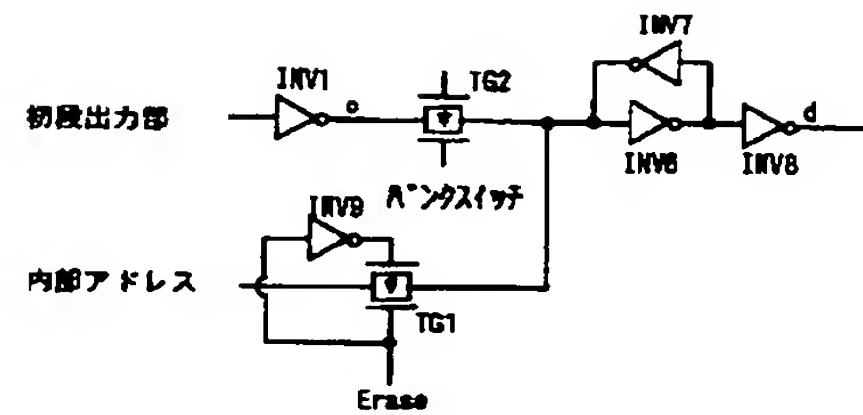 INV7
INV1
TG2
初段出力部
c
d
INV6
INV8
バンクスイッチ
INV9
内部アドレス
TG1
Erase